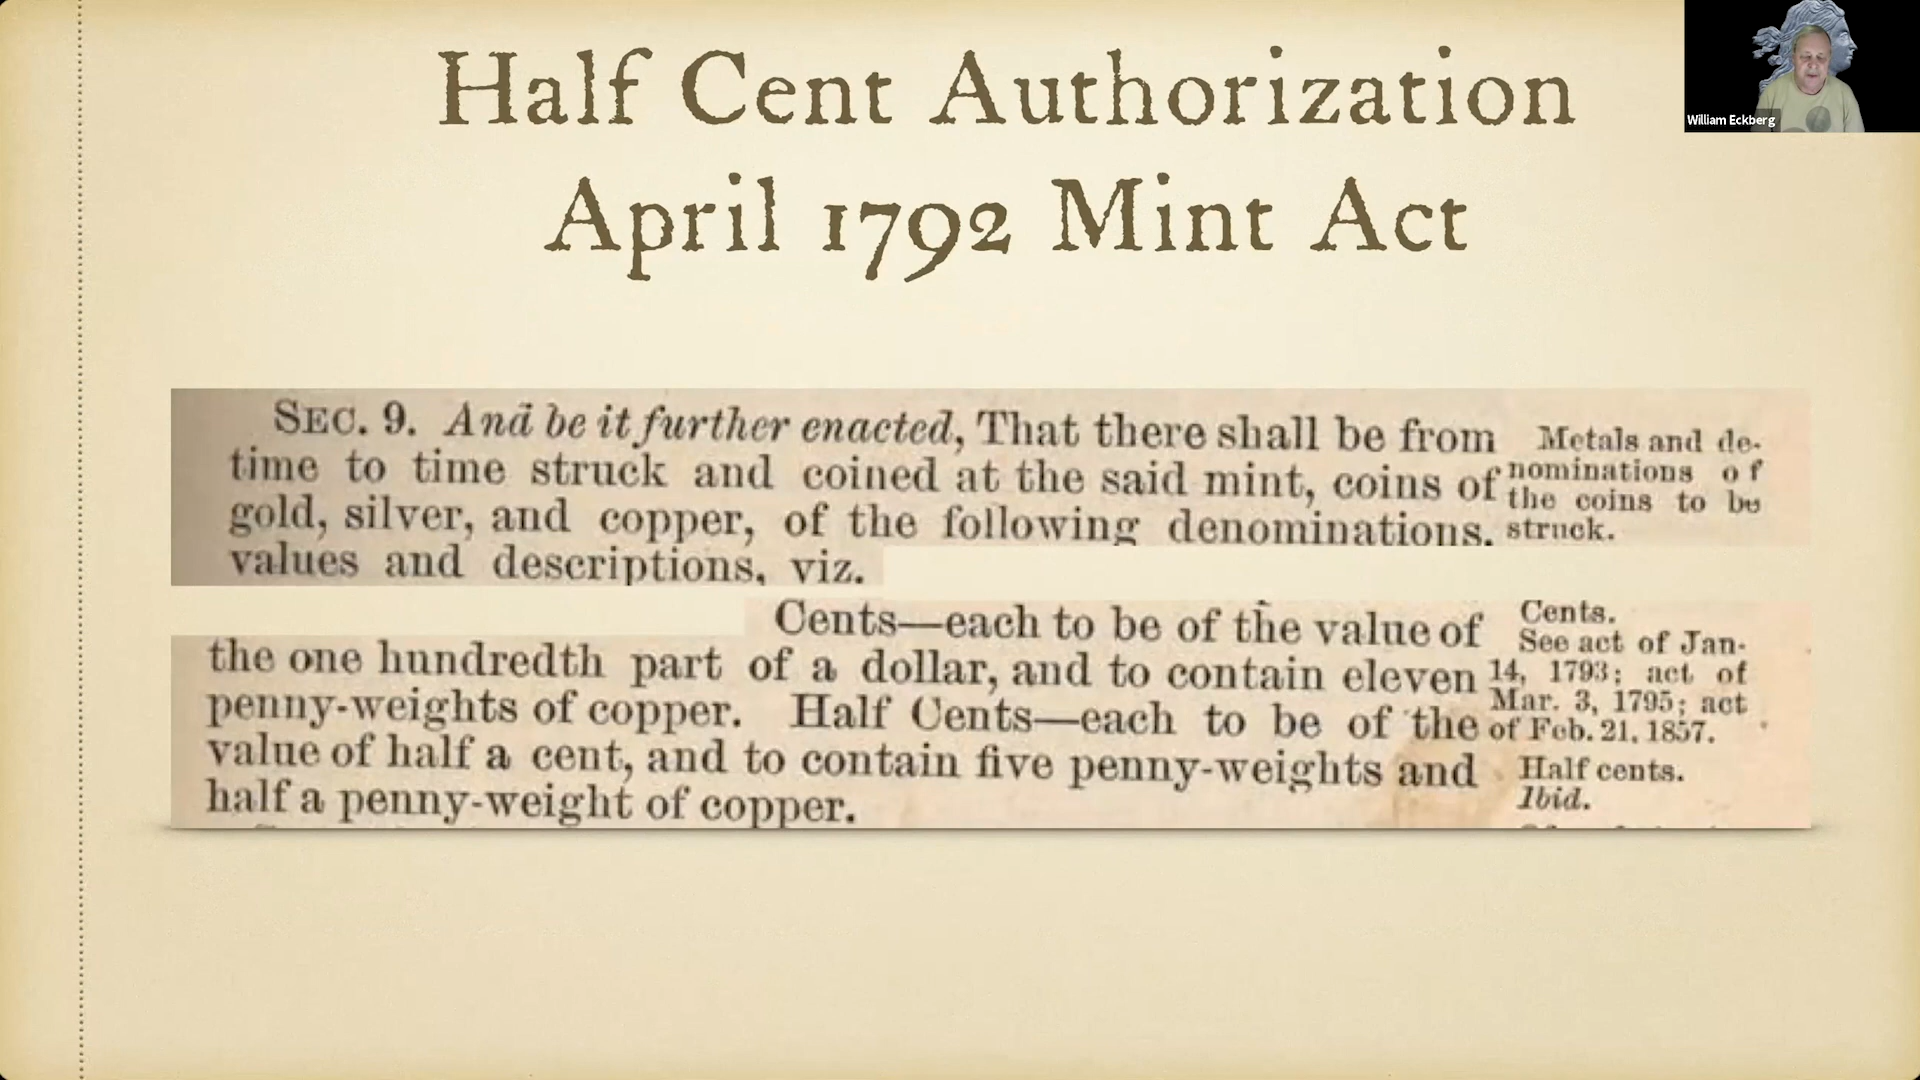 Half Cent Authorization
April 1792 Mint Act
William Eckberg
SEC. 9. And be it further enacted, That there shall be from
time to time struck and coined at the said mint, coins of
gold, silver, and copper, of the following denominations.
values and descriptions, viz.
Metals and de-
nominations of
the coins to be
struck.
Cents—each to be of the value of
the one hundredth part of a dollar, and to contain eleven
penny-weights of copper. Half Cents—each to be of the
value of half a cent, and to contain five penny-weights and
half a penny-weight of copper.
Cents.
See act of Jan.
14, 1793; act of
Mar. 3, 1795; act
of Feb. 21, 1857.
Half cents.
Ibid.